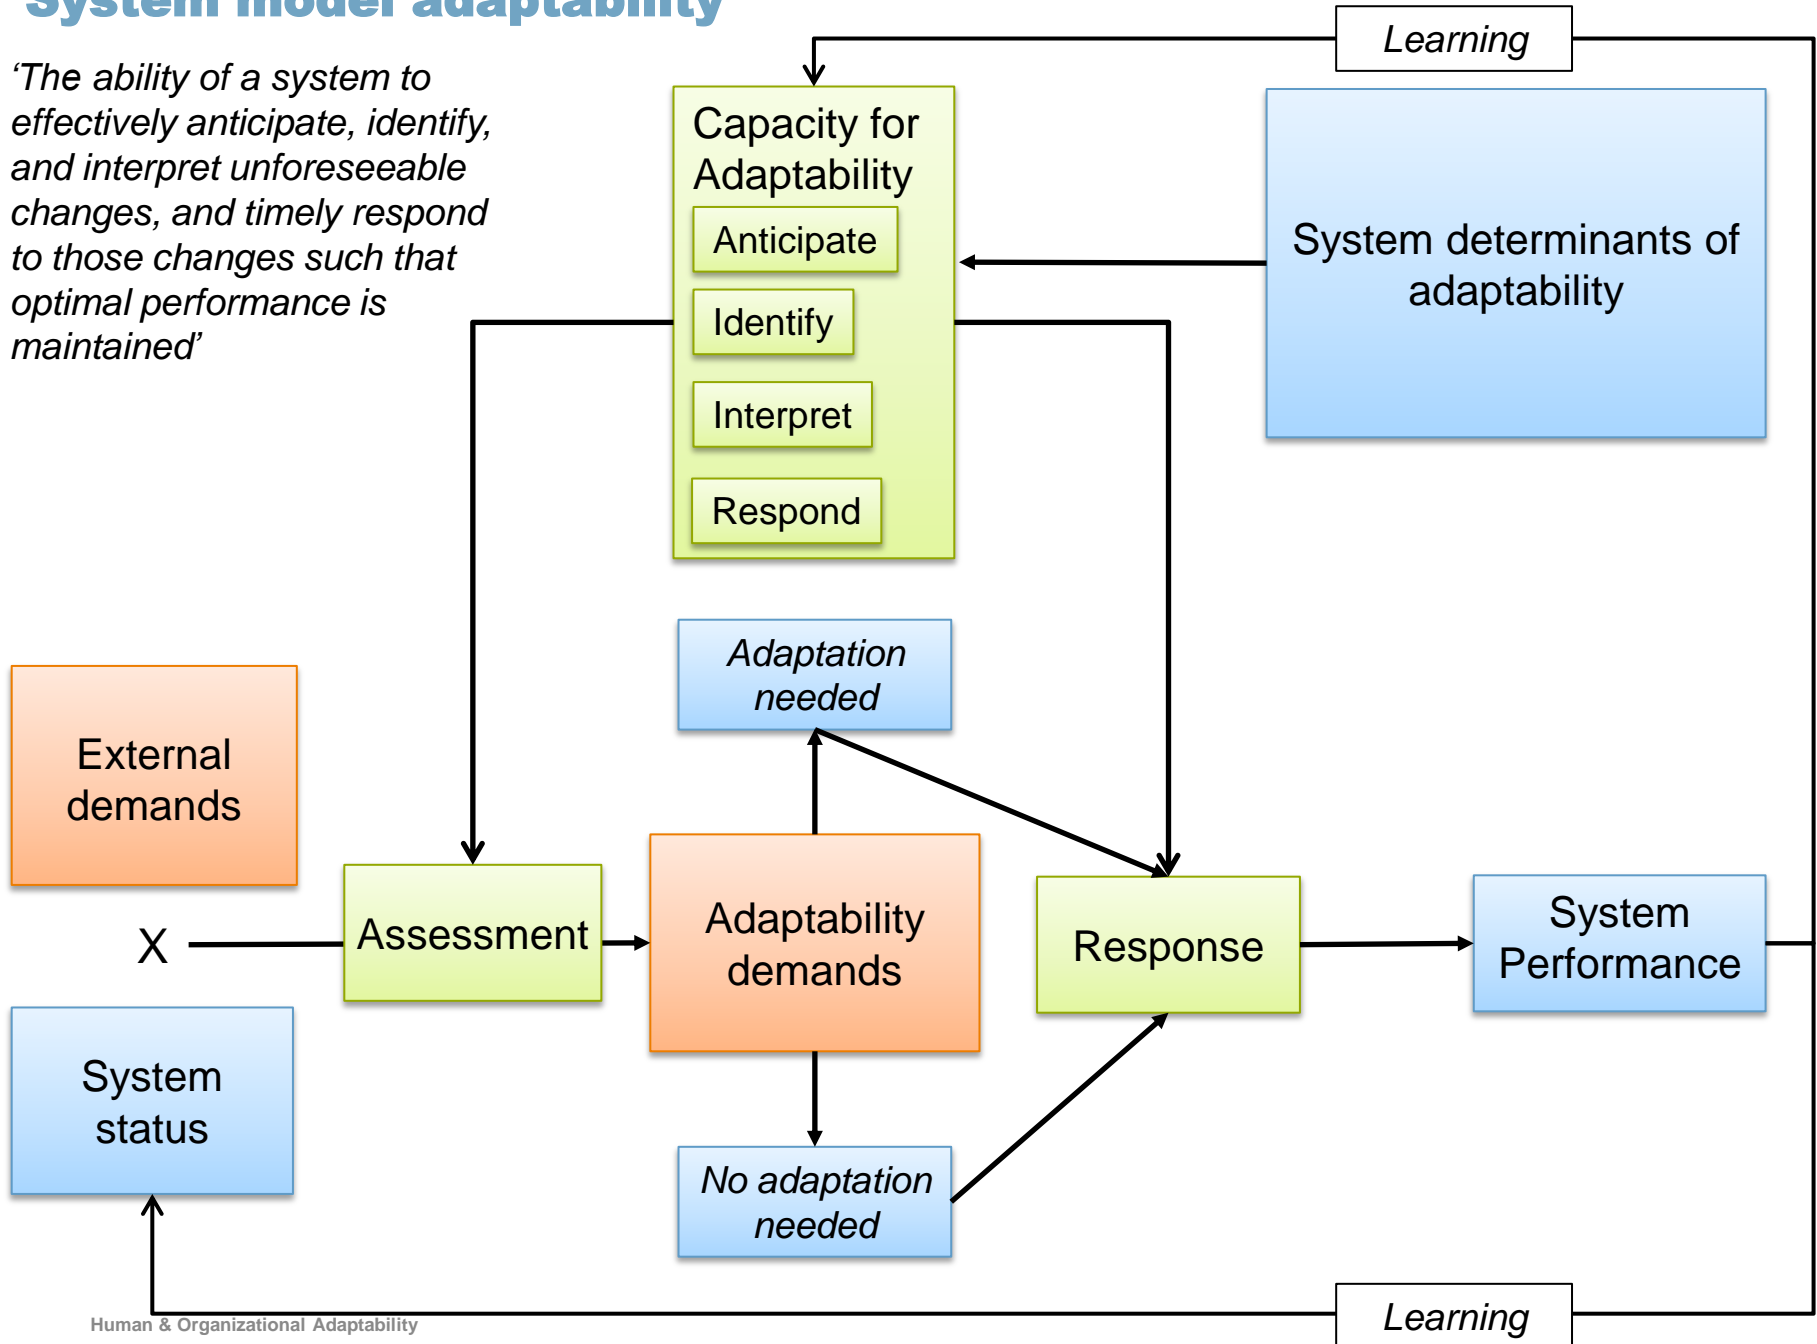 System model adaptability
‘The ability of a system to
effectively anticipate, identify,
and interpret unforeseeable
changes, and timely respond
to those changes such that
optimal performance is
maintained’
Learning
Capacity for
Adaptability
Anticipate
Identify
Interpret
Respond
System determinants of
adaptability
Adaptation
needed
External
demands
X
Assessment
Adaptability
demands
Response
System
Performance
System
status
No adaptation
needed
Learning
Human & Organizational Adaptability